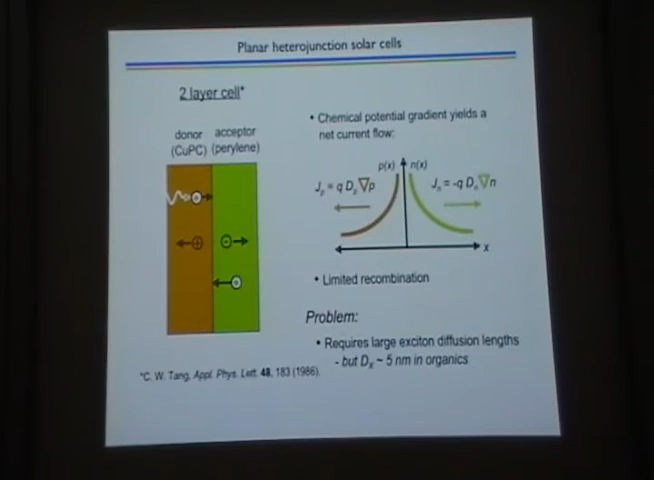 Planar heterojunction solar cells
2 layer cell*
donor acceptor
(CuPC) (perylene)
• Chemical potential gradient yields a
net current flow:
p(x) n(x)
Jp = q Dp ∇p
Jn = -q Dn ∇n
x
+
-
• Limited recombination
Problem:
• Requires large exciton diffusion lengths
- but Dx ~ 5 nm in organics
*C. W. Tang, Appl. Phys. Lett. 48, 183 (1986).